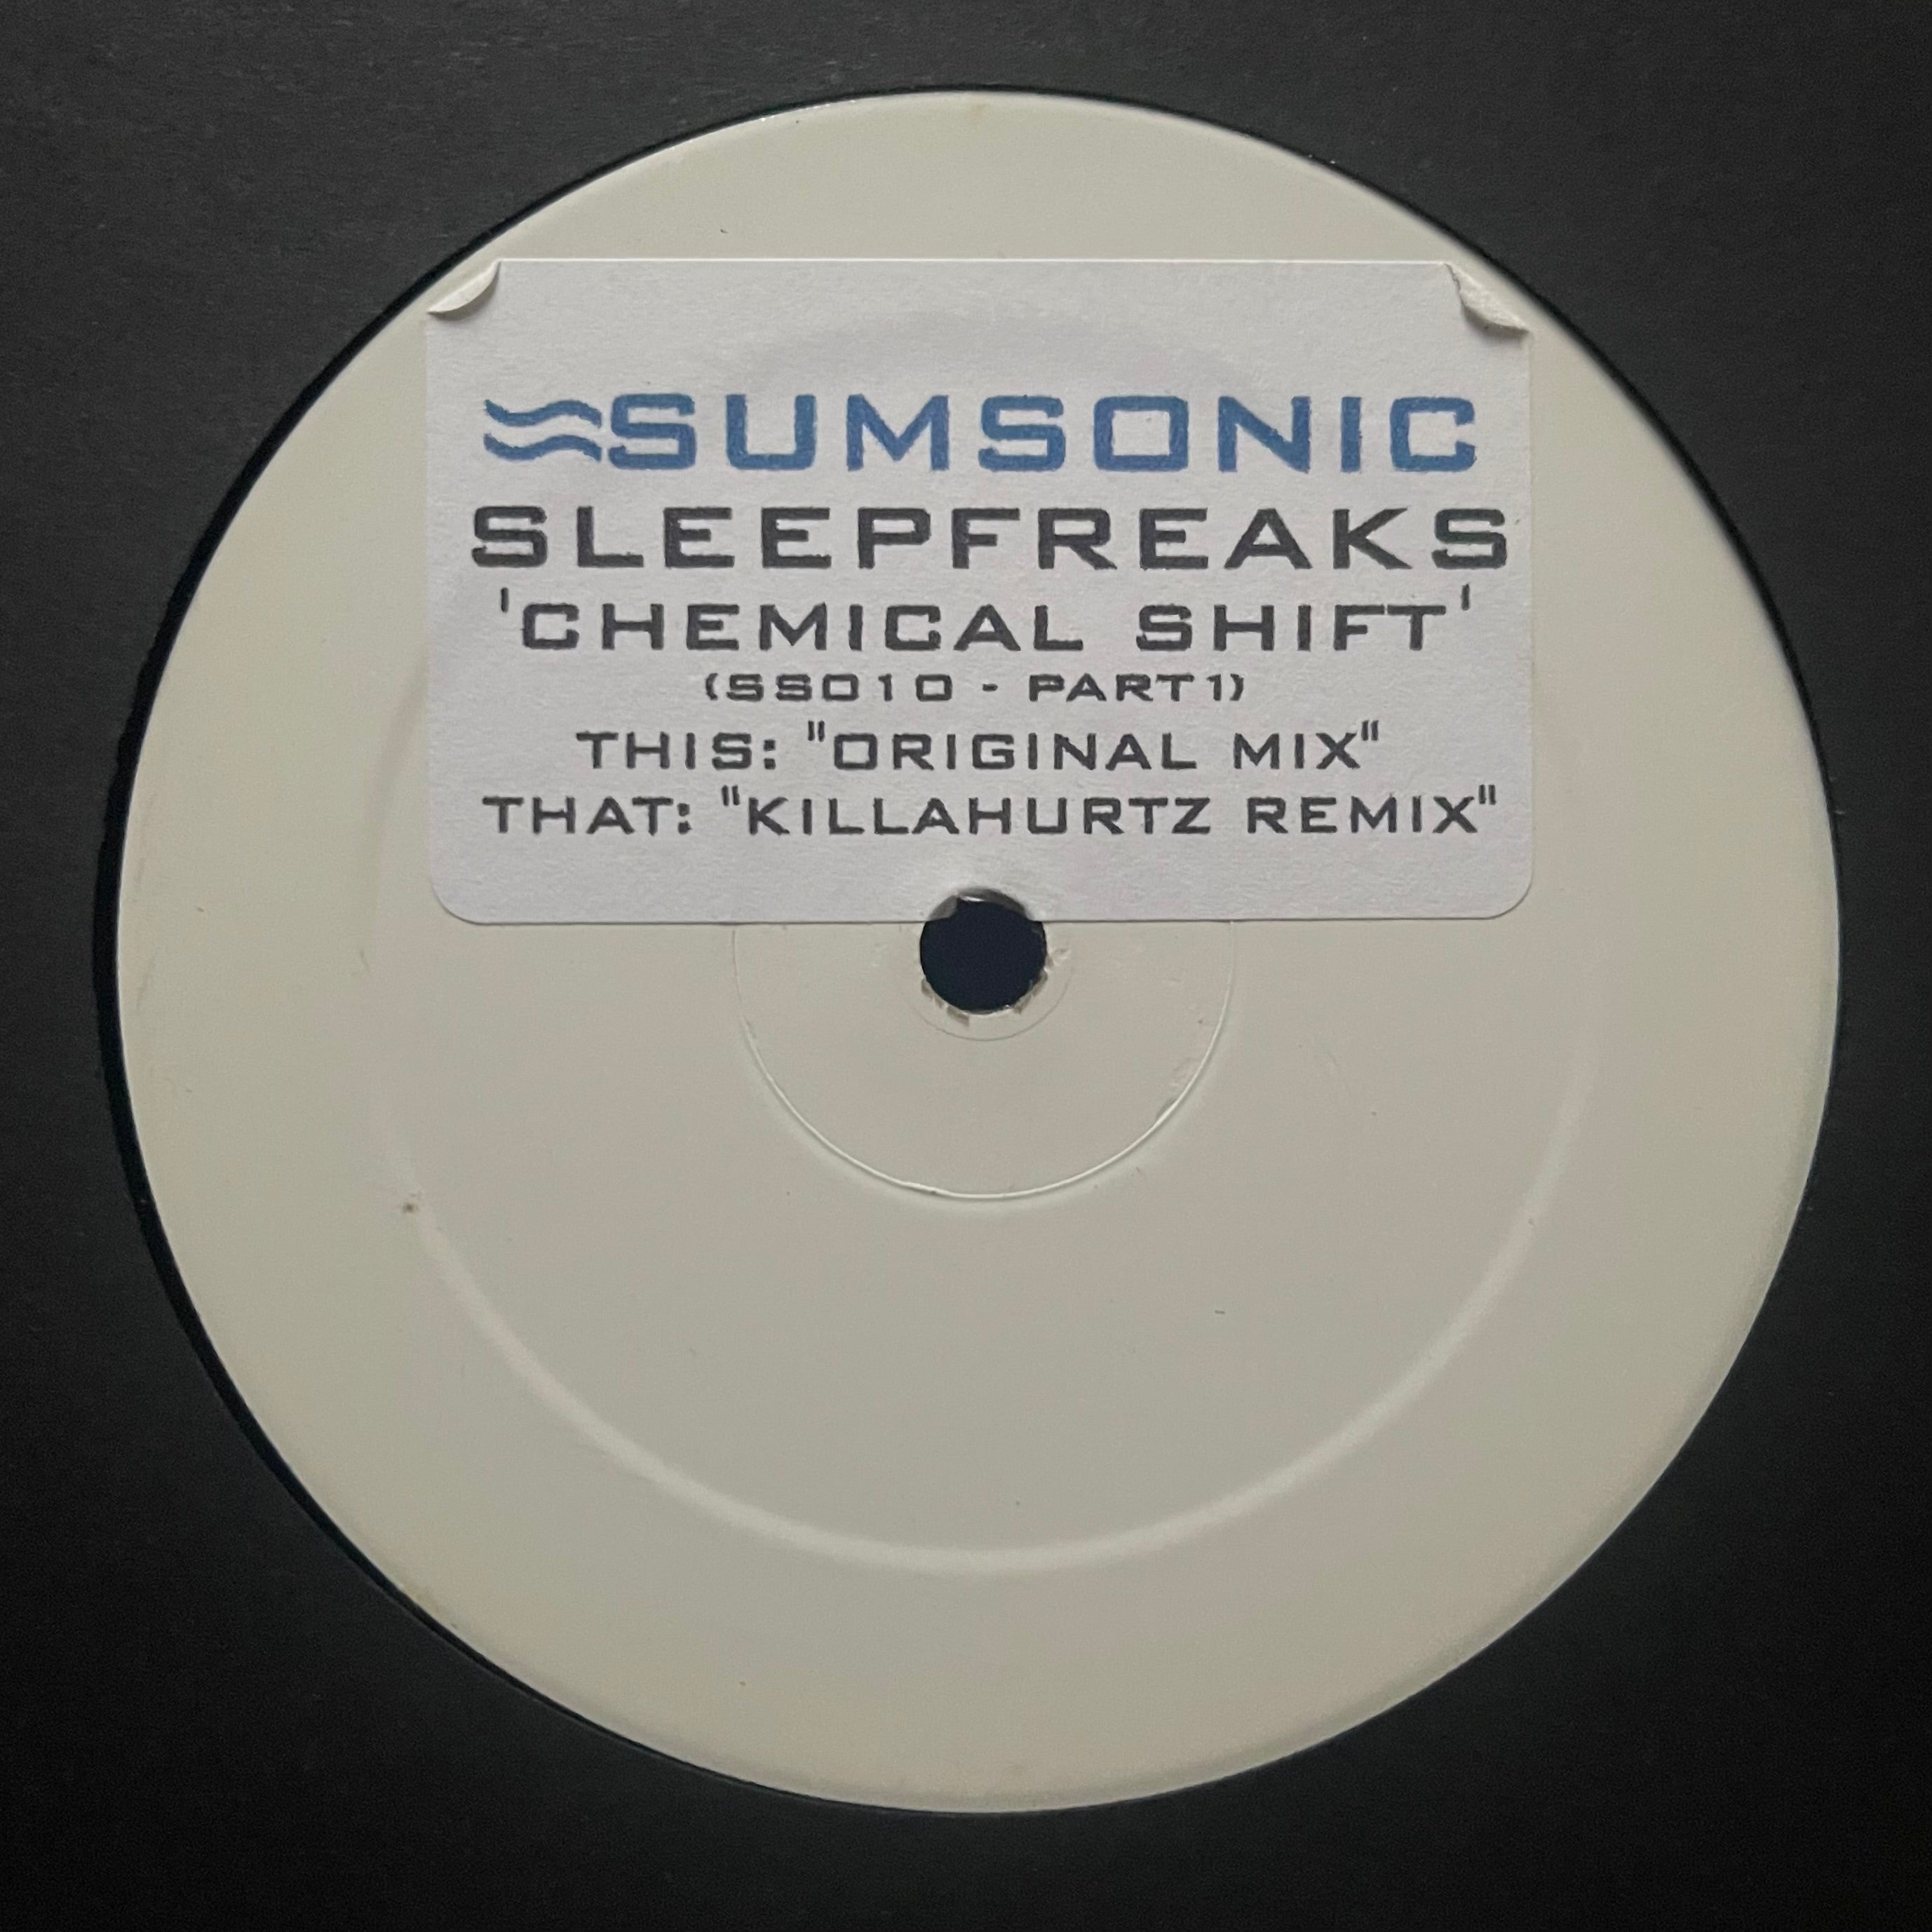 SUMSONIC
SLEEPFREAKS
'CHEMICAL SHIFT'
(SS010 - PART1)
THIS: "ORIGINAL MIX"
THAT: "KILLAHURTZ REMIX"